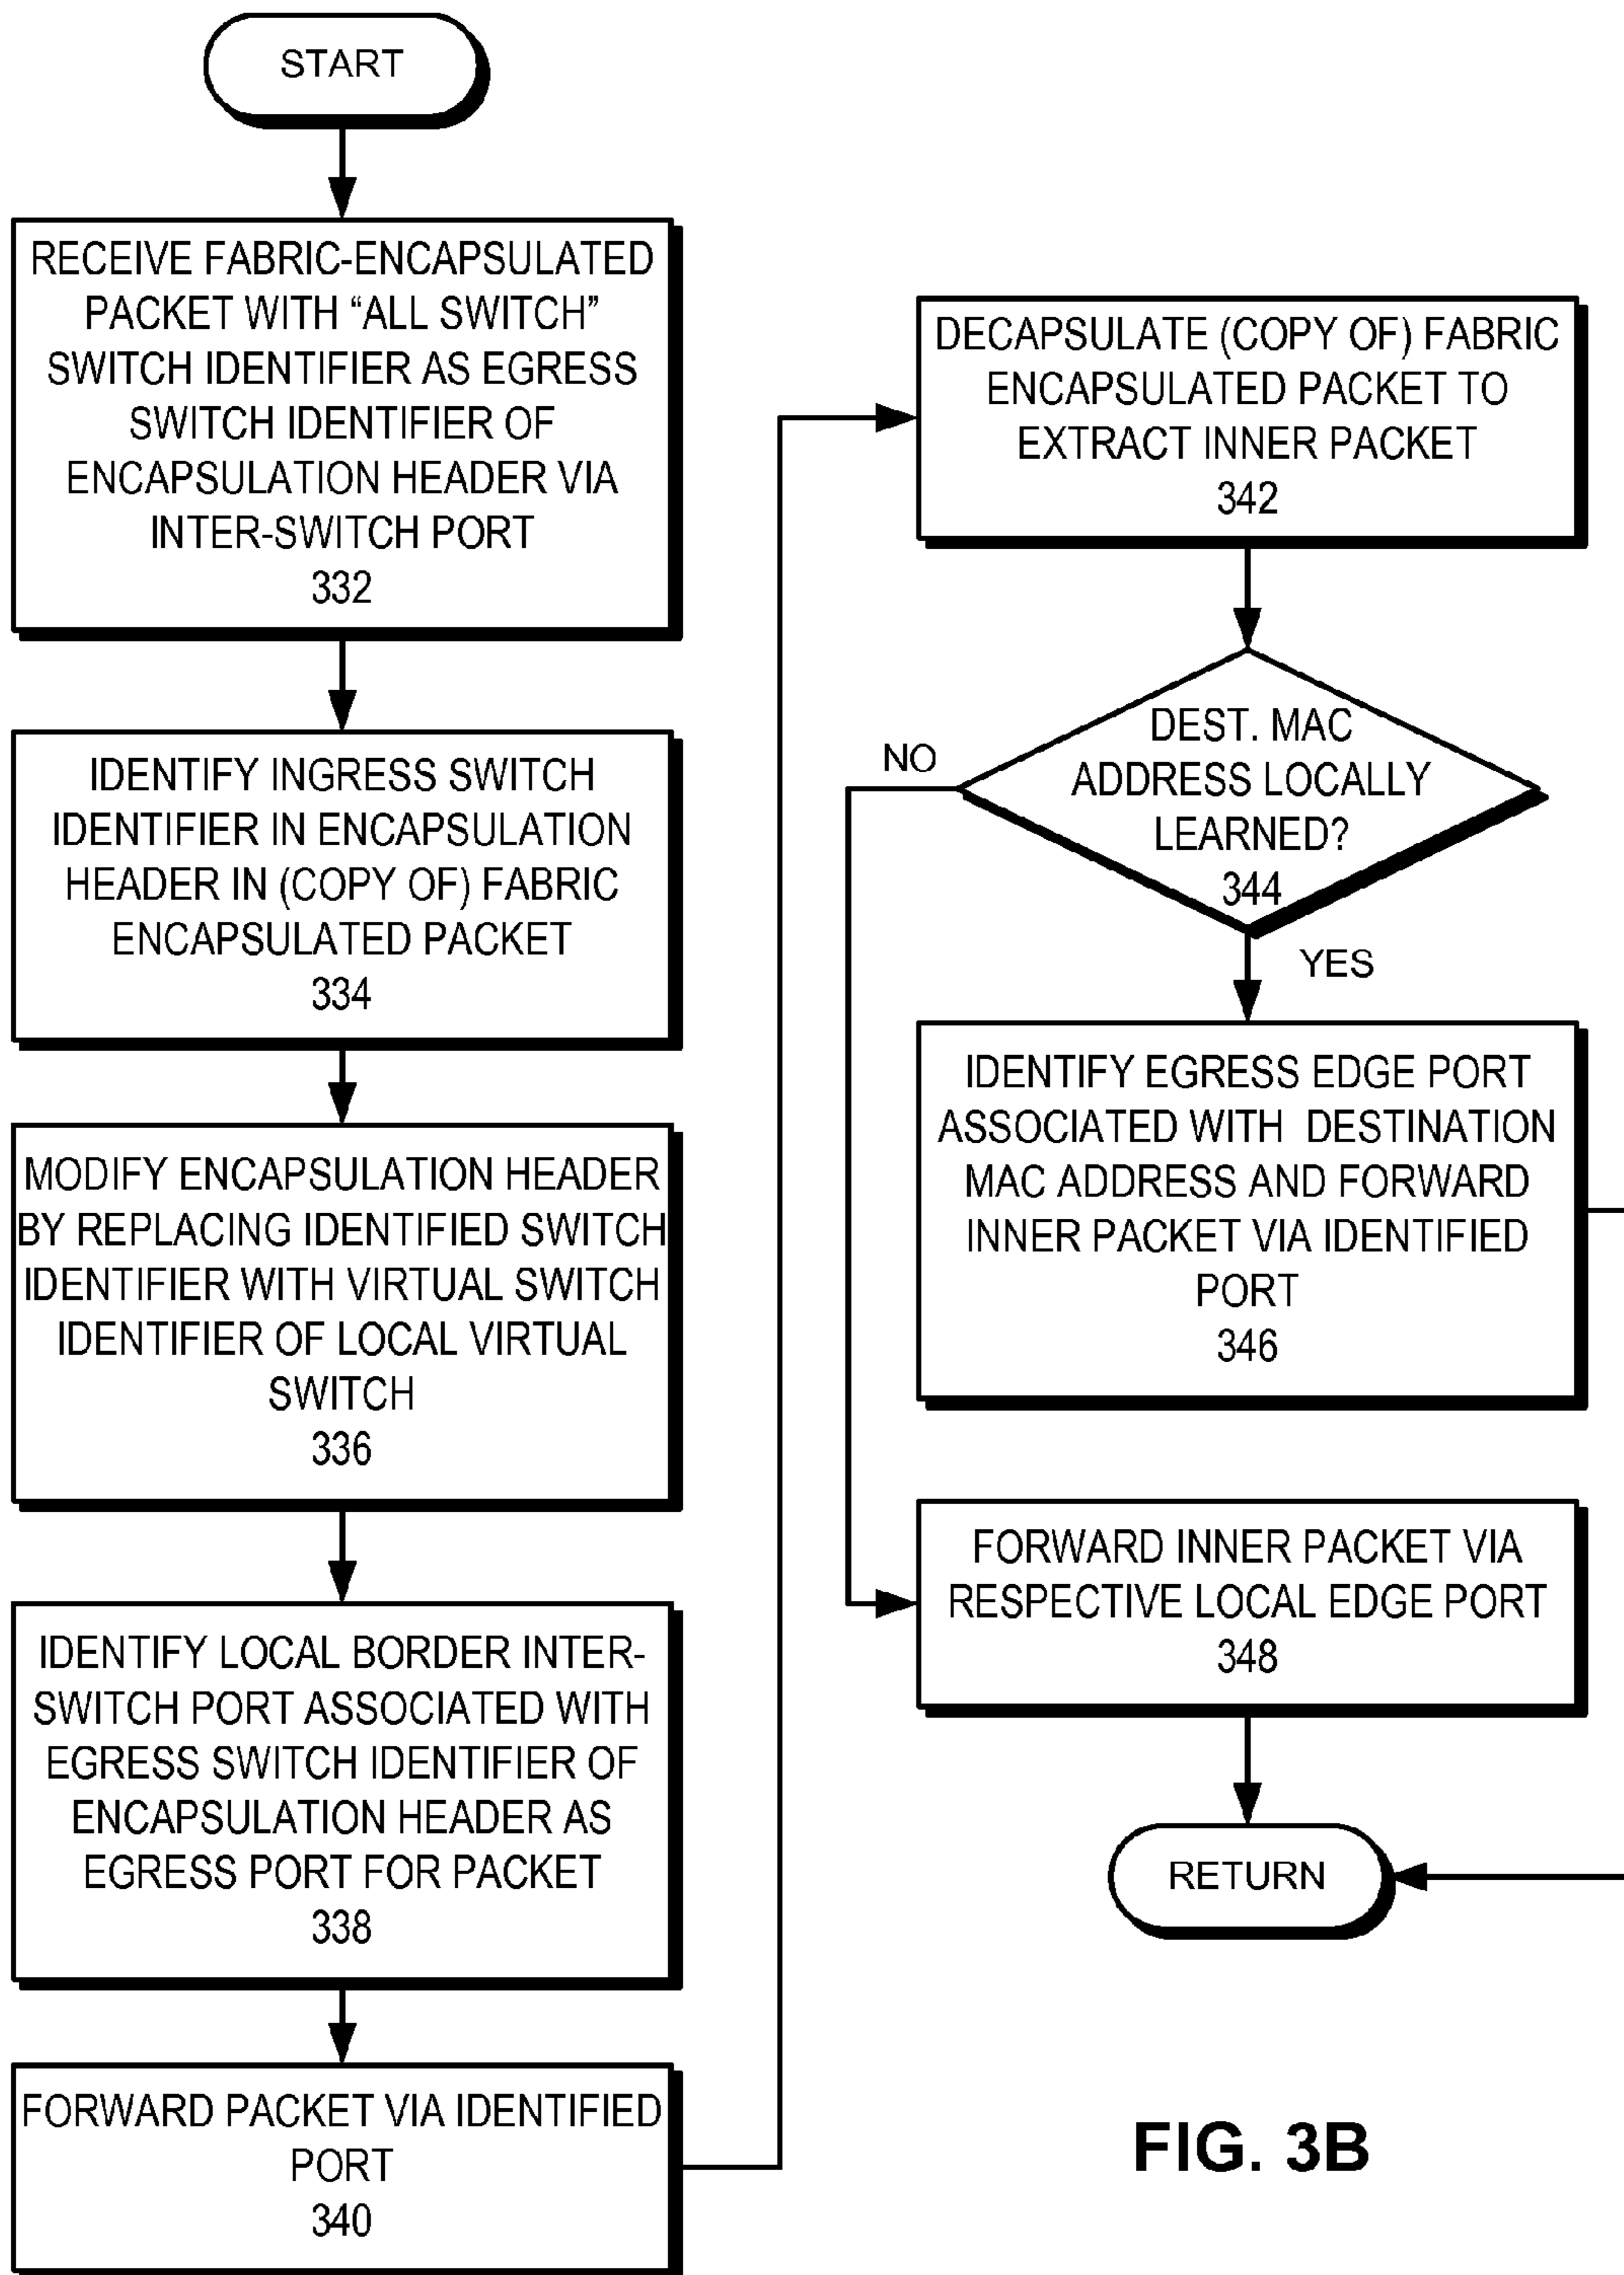 START
RECEIVE FABRIC-ENCAPSULATED
PACKET WITH “ALL SWITCH”
SWITCH IDENTIFIER AS EGRESS
SWITCH IDENTIFIER OF
ENCAPSULATION HEADER VIA
INTER-SWITCH PORT
332
IDENTIFY INGRESS SWITCH
IDENTIFIER IN ENCAPSULATION
HEADER IN (COPY OF) FABRIC
ENCAPSULATED PACKET
334
MODIFY ENCAPSULATION HEADER
BY REPLACING IDENTIFIED SWITCH
IDENTIFIER WITH VIRTUAL SWITCH
IDENTIFIER OF LOCAL VIRTUAL
SWITCH
336
IDENTIFY LOCAL BORDER INTER-
SWITCH PORT ASSOCIATED WITH
EGRESS SWITCH IDENTIFIER OF
ENCAPSULATION HEADER AS
EGRESS PORT FOR PACKET
338
FORWARD PACKET VIA IDENTIFIED
PORT
340
DECAPSULATE (COPY OF) FABRIC
ENCAPSULATED PACKET TO
EXTRACT INNER PACKET
342
DEST. MAC
ADDRESS LOCALLY
LEARNED?
344
NO
YES
IDENTIFY EGRESS EDGE PORT
ASSOCIATED WITH DESTINATION
MAC ADDRESS AND FORWARD
INNER PACKET VIA IDENTIFIED
PORT
346
FORWARD INNER PACKET VIA
RESPECTIVE LOCAL EDGE PORT
348
RETURN
FIG. 3B